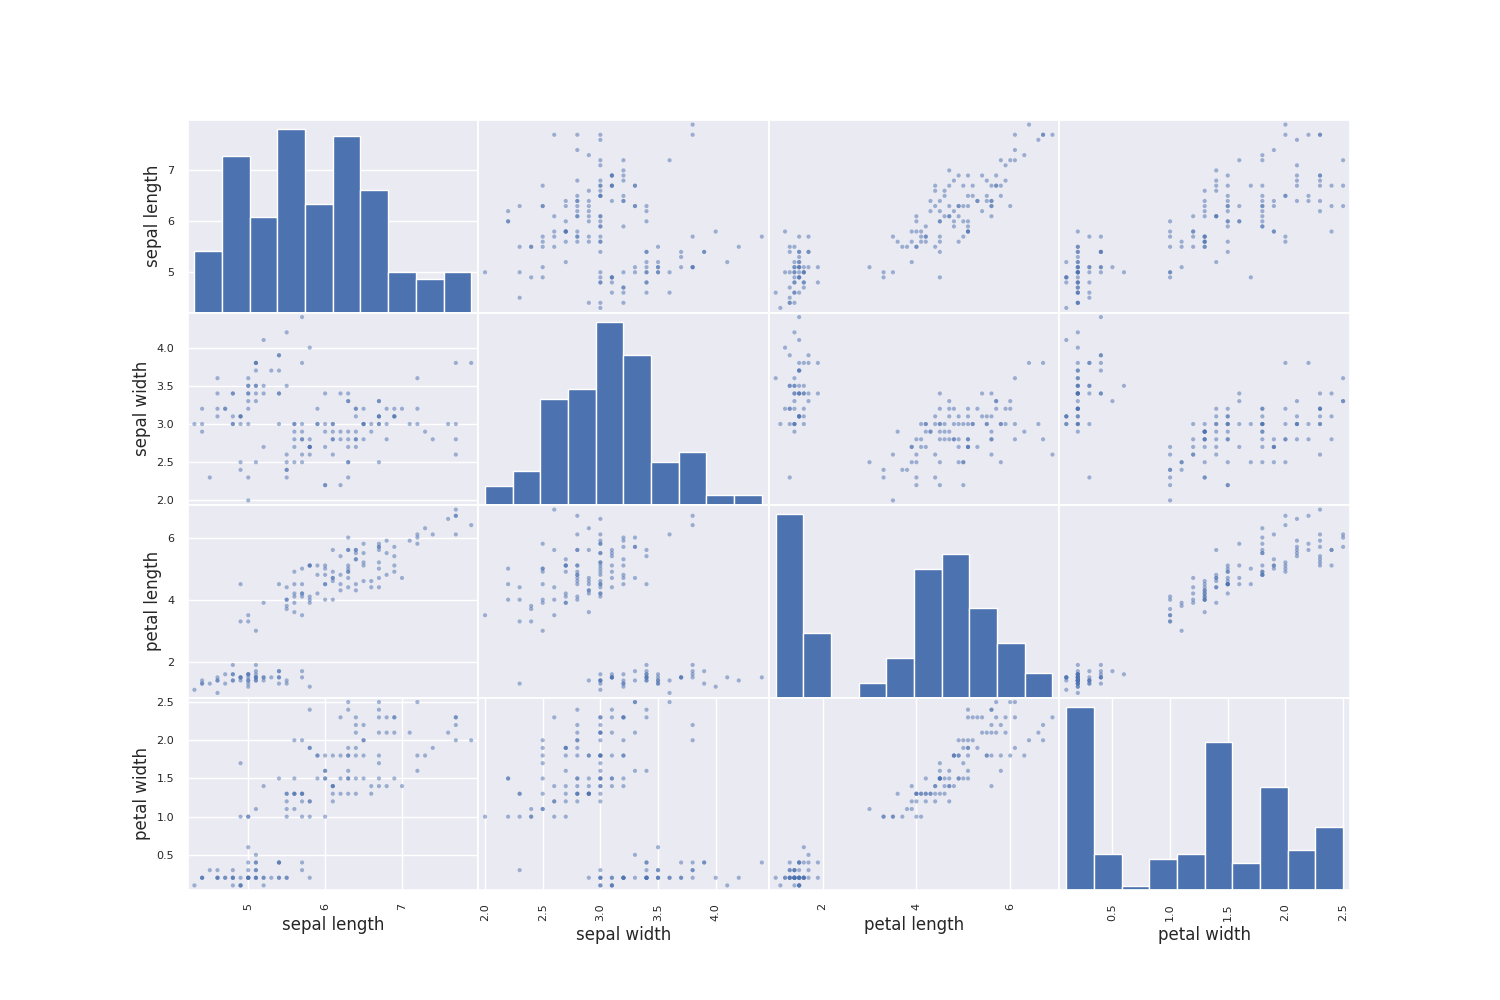 sepal length
7
6
5
sepal width
4.0
3.5
3.0
2.5
2.0
petal length
6
4
2
petal width
2.5
2.0
1.5
1.0
0.5
5 6 7
sepal length
2.0 2.5 3.0 3.5 4.0
sepal width
2 4 6
petal length
0.5 1.0 1.5 2.0 2.5
petal width